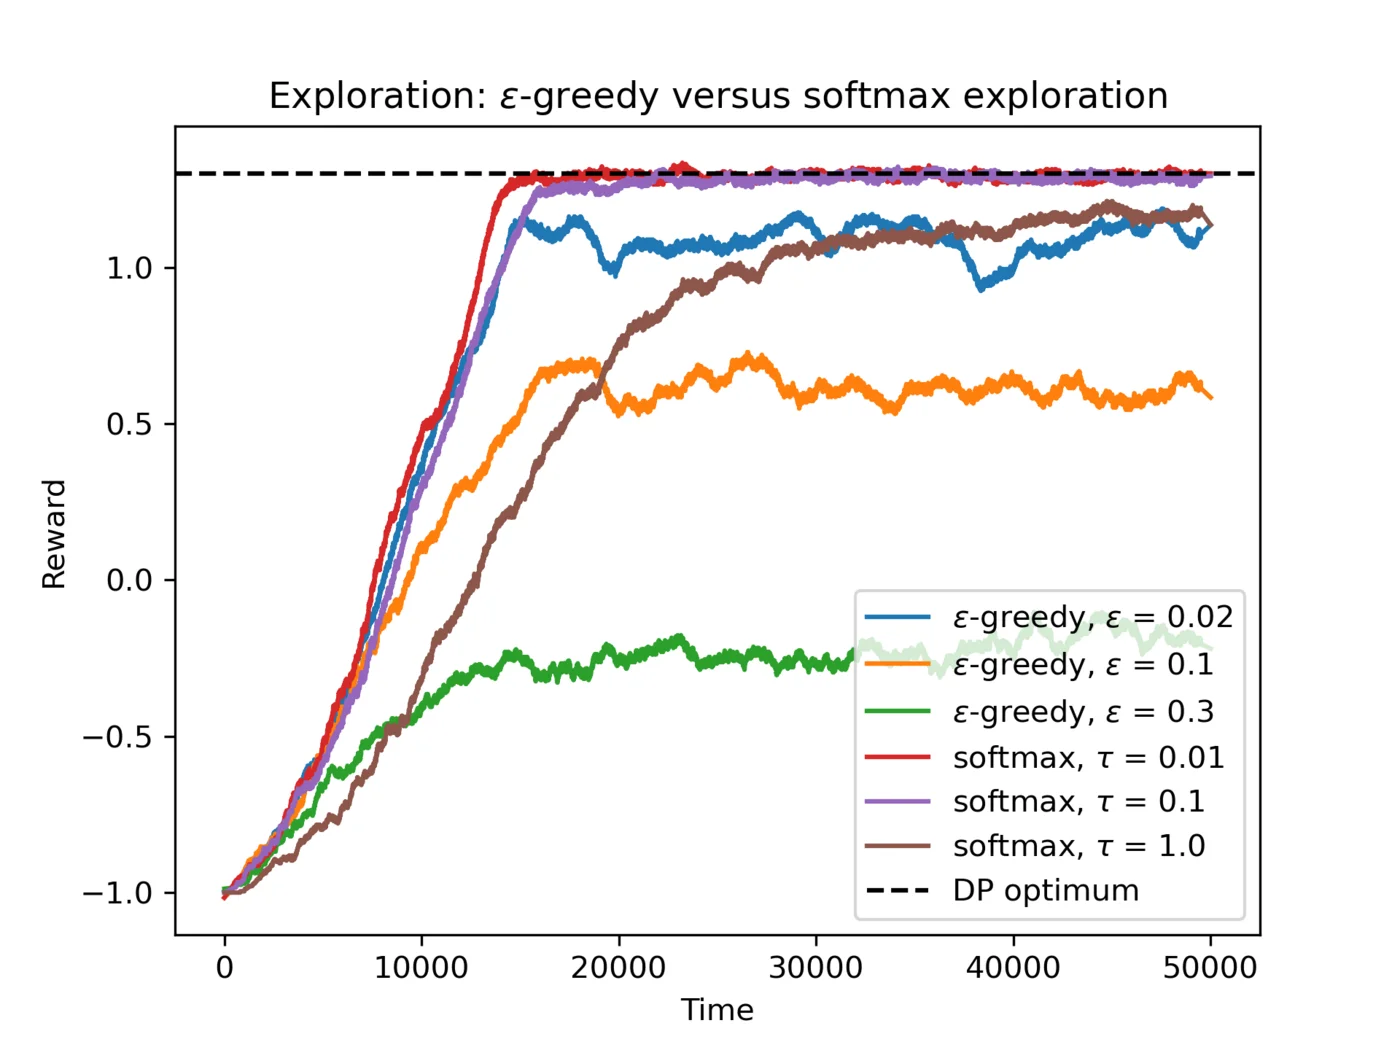 Exploration: ε-greedy versus softmax exploration
Reward
1.0
0.5
0.0
−0.5
−1.0
ε-greedy, ε = 0.02
ε-greedy, ε = 0.1
ε-greedy, ε = 0.3
softmax, τ = 0.01
softmax, τ = 0.1
softmax, τ = 1.0
DP optimum
0 10000 20000 30000 40000 50000
Time